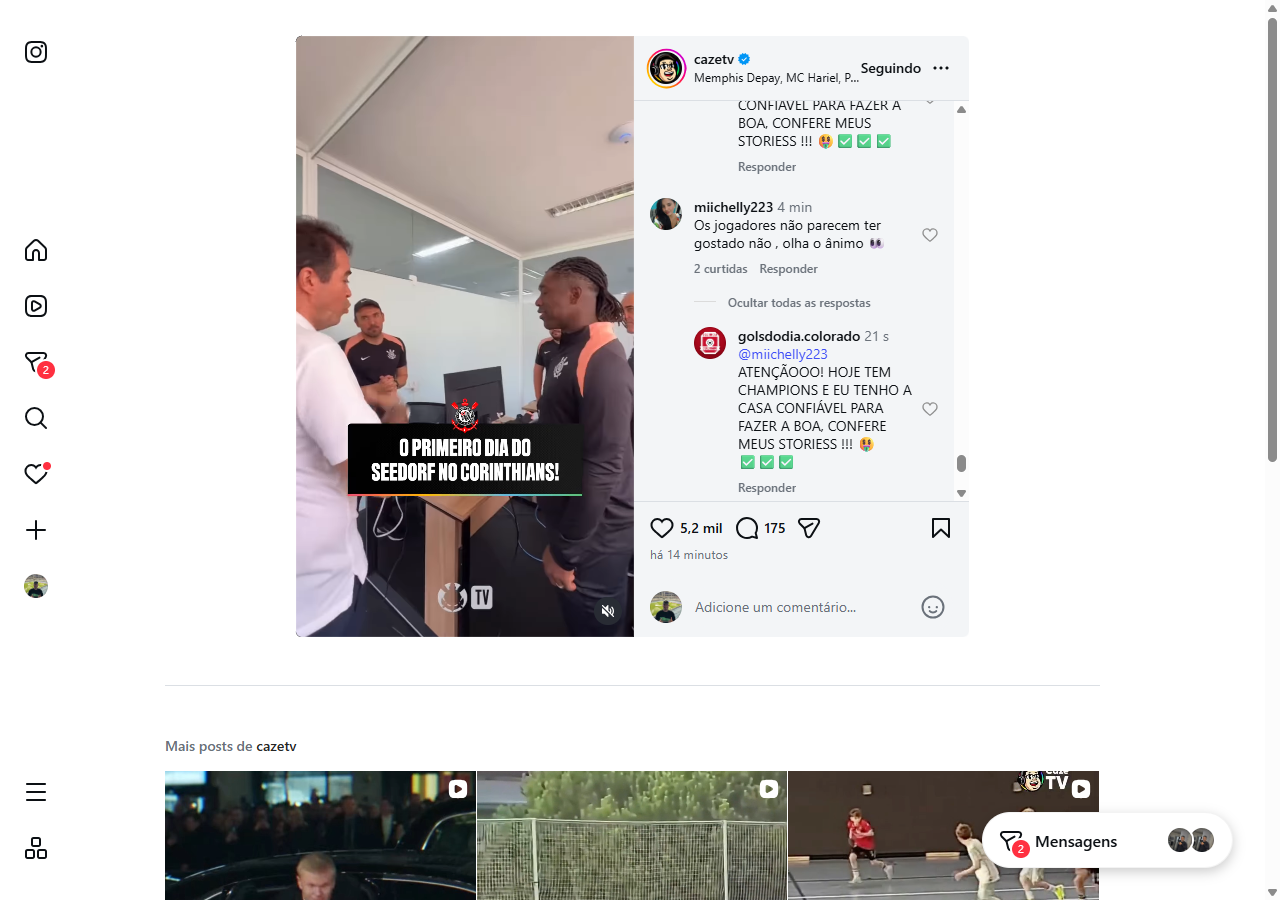 cazetv
Memphis Depay, MC Hariel, P...
Seguindo
CONFIÁVEL PARA FAZER A
BOA, CONFERE MEUS
STORIESS !!! 🤑 ✅ ✅ ✅
Responder
miichelly223 4 min
Os jogadores não parecem ter
gostado não , olha o ânimo 👀
2 curtidas Responder
Ocultar todas as respostas
golsdodia.colorado 21 s
@miichelly223
ATENÇÃOOO! HOJE TEM
CHAMPIONS E EU TENHO A
CASA CONFIÁVEL PARA
FAZER A BOA, CONFERE
MEUS STORIESS !!! 🤑
✅ ✅ ✅
Responder
O PRIMEIRO DIA DO
SEEDORF NO CORINTHIANS!
TV
5,2 mil 175
há 14 minutos
Adicione um comentário...
2
Mais posts de cazetv
TV
2
Mensagens